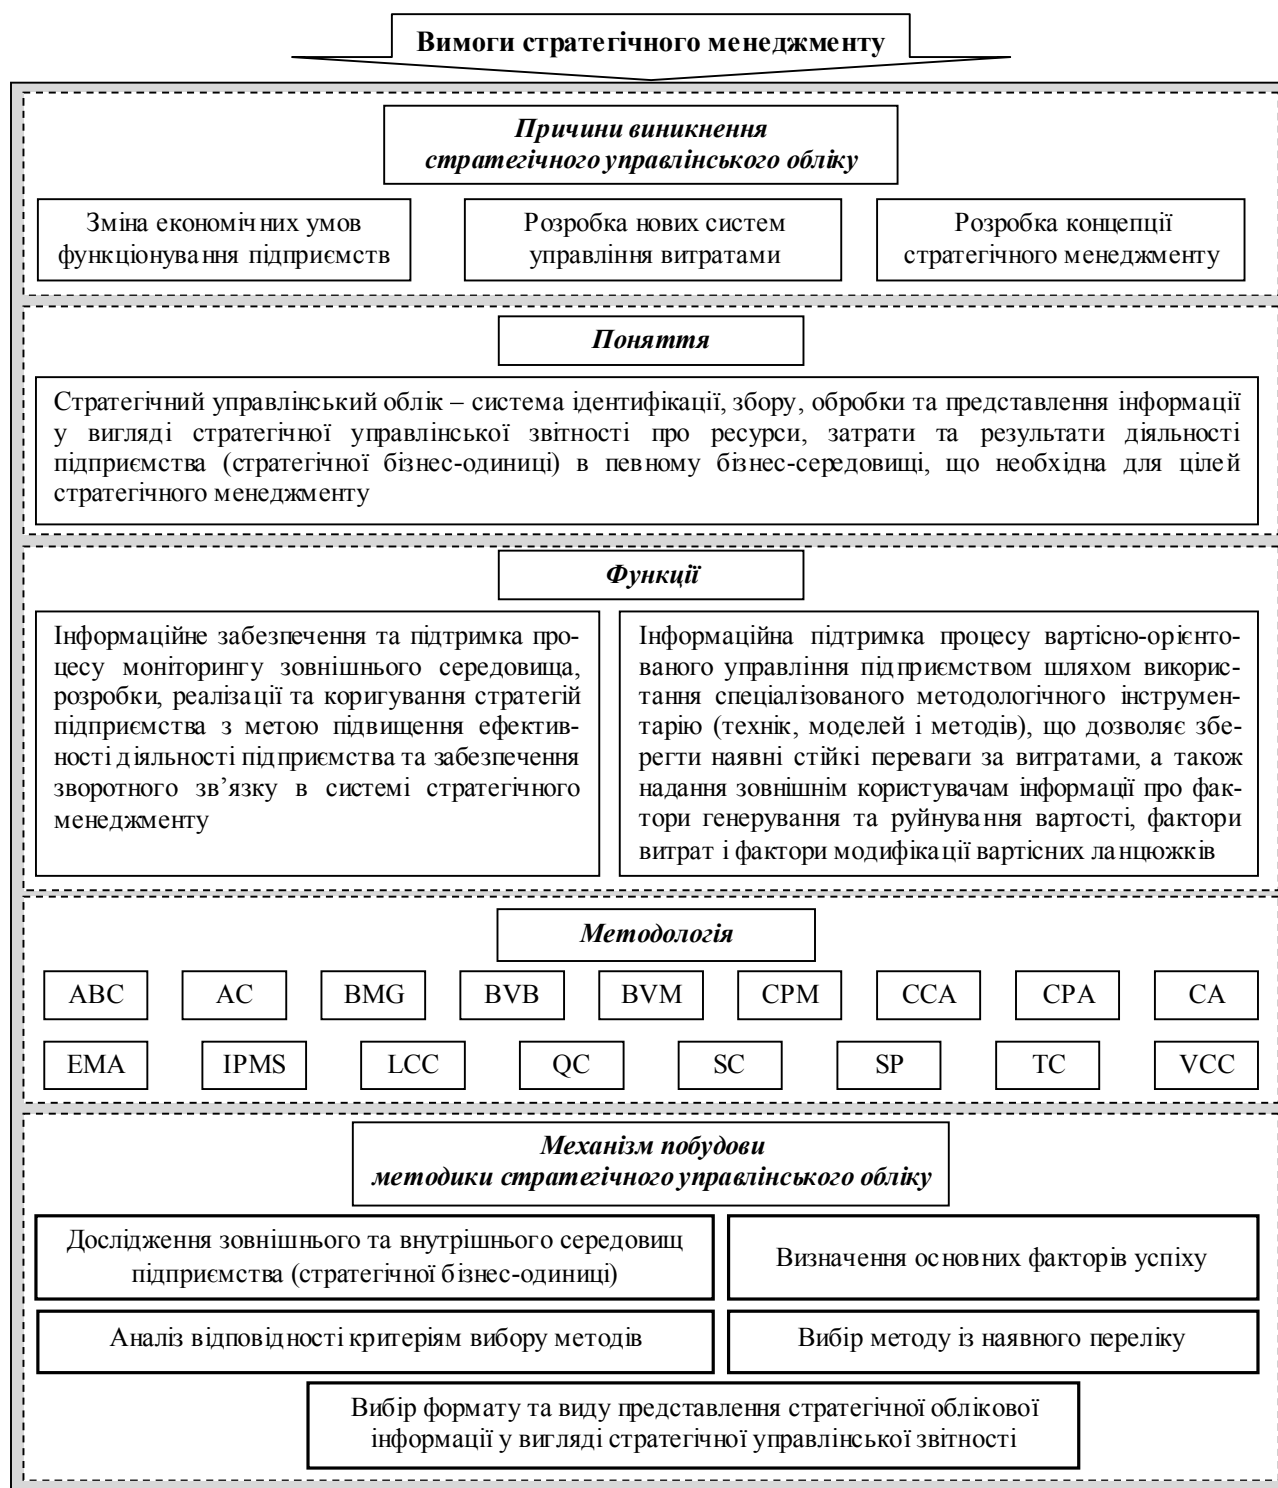 Вимоги стратегічного менеджменту
Причини виникнення
стратегічного управлінського обліку
Зміна економічних умов
функціонування підприємств
Розробка нових систем
управління витратами
Розробка концепції
стратегічного менеджменту
Поняття
Стратегічний управлінський облік – система ідентифікації, збору, обробки та представлення інформації
у вигляді стратегічної управлінської звітності про ресурси, затрати та результати діяльності
підприємства (стратегічної бізнес-одиниці) в певному бізнес-середовищі, що необхідна для цілей
стратегічного менеджменту
Функції
Інформаційне забезпечення та підтримка про-
цесу моніторингу зовнішнього середовища,
розробки, реалізації та коригування стратегій
підприємства з метою підвищення ефектив-
ності діяльності підприємства та забезпечення
зворотного зв’язку в системі стратегічного
менеджменту
Інформаційна підтримка процесу вартісно-орієнто-
ваного управління підприємством шляхом викорис-
тання спеціалізованого методологічного інструмен-
тарію (технік, моделей і методів), що дозволяє збе-
регти наявні стійкі переваги за витратами, а також
надання зовнішнім користувачам інформації про фак-
тори генерування та руйнування вартості, фактори
витрат і фактори модифікації вартісних ланцюжків
Методологія
ABC AC BMG BVB BVM CPM CCA CPA CA
EMA IPMS LCC QC SC SP TC VCC
Механізм побудови
методики стратегічного управлінського обліку
Дослідження зовнішнього та внутрішнього середовищ
підприємства (стратегічної бізнес-одиниці)
Визначення основних факторів успіху
Аналіз відповідності критеріям вибору методів
Вибір методу із наявного переліку
Вибір формату та виду представлення стратегічної облікової
інформації у вигляді стратегічної управлінської звітності